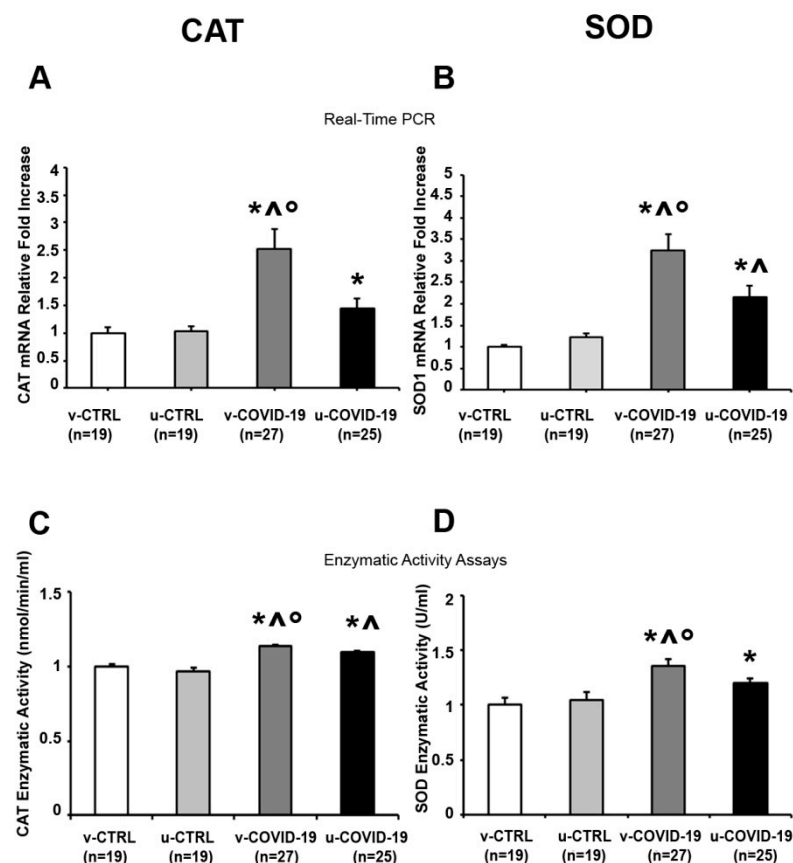 CAT
SOD
A
B
Real-Time PCR
CAT mRNA Relative Fold Increase
4
3.5
3
2.5
2
1.5
1
0.5
0
*^°
*
v-CTRL
(n=19)
u-CTRL
(n=19)
v-COVID-19
(n=27)
u-COVID-19
(n=25)
SOD1 mRNA Relative Fold Increase
5
4.5
4
3.5
3
2.5
2
1.5
1
0.5
0
*^°
*^
v-CTRL
(n=19)
u-CTRL
(n=19)
v-COVID-19
(n=27)
u-COVID-19
(n=25)
C
D
Enzymatic Activity Assays
CAT Enzymatic Activity (nmol/min/ml)
1.5
1
0.5
0
*^°
*^
v-CTRL
(n=19)
u-CTRL
(n=19)
v-COVID-19
(n=27)
u-COVID-19
(n=25)
SOD Enzymatic Activity (U/ml)
2
1.5
1
0.5
0
*^°
*
v-CTRL
(n=19)
u-CTRL
(n=19)
v-COVID-19
(n=27)
u-COVID-19
(n=25)